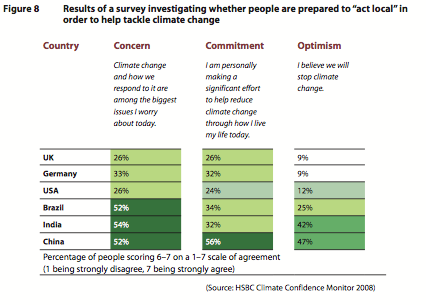 Figure 8 Results of a survey investigating whether people are prepared to “act local” in
order to help tackle climate change
Country Concern Commitment Optimism
Climate change
and how we
respond to it are
among the biggest
issues I worry
about today.
I am personally
making a
significant effort
to help reduce
climate change
through how I live
my life today.
I believe we will
stop climate
change.
UK 26% 26% 9%
Germany 33% 32% 9%
USA 26% 24% 12%
Brazil 52% 34% 25%
India 54% 32% 42%
China 52% 56% 47%
Percentage of people scoring 6–7 on a 1–7 scale of agreement
(1 being strongly disagree, 7 being strongly agree)
(Source: HSBC Climate Confidence Monitor 2008)